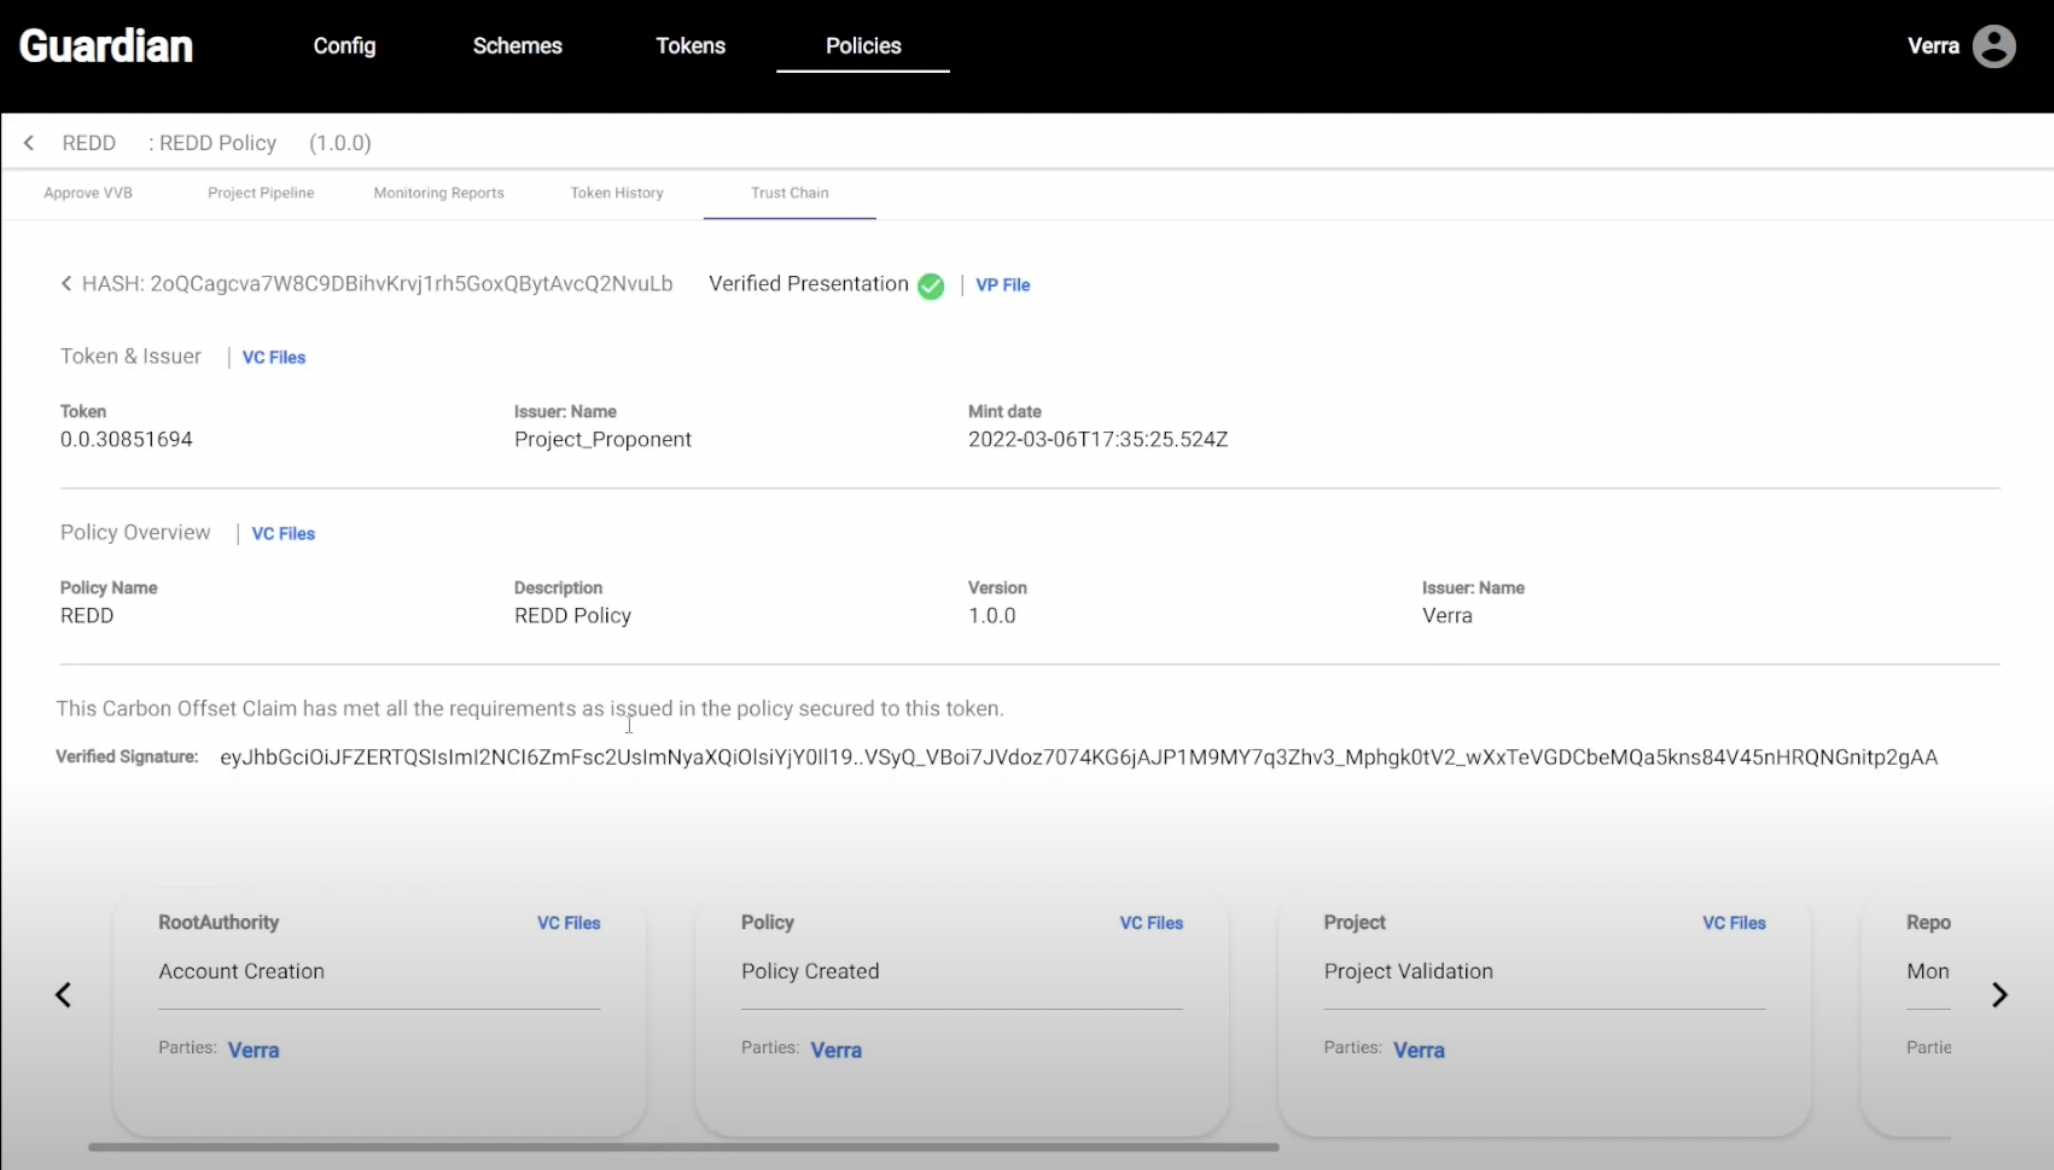 Guardian Config Schemes Tokens Policies Verra
REDD : REDD Policy (1.0.0)
Approve VVB Project Pipeline Monitoring Reports Token History Trust Chain
HASH: 2oQCagcva7W8C9DBihvKrvj1rh5GoxQBytAvcQ2NvuLb Verified Presentation | VP File
Token & Issuer | VC Files
Token Issuer: Name Mint date
0.0.30851694 Project_Proponent 2022-03-06T17:35:25.524Z
Policy Overview | VC Files
Policy Name Description Version Issuer: Name
REDD REDD Policy 1.0.0 Verra
This Carbon Offset Claim has met all the requirements as issued in the policy secured to this token.
Verified Signature: eyJhbGciOiJFZERTQSIsImI2NCI6ZmFsc2UsImNyaXQiOlsiYjY0Il19..VSyQ_VBoi7JVdoz7074KG6jAJP1M9MY7q3Zhv3_Mphgk0tV2_wXxTeVGDCbeMQa5kns84V45nHRQNGnitp2gAA
RootAuthority VC Files Policy VC Files Project VC Files Repo
Account Creation Policy Created Project Validation Mon
Parties: Verra Parties: Verra Parties: Verra Partie